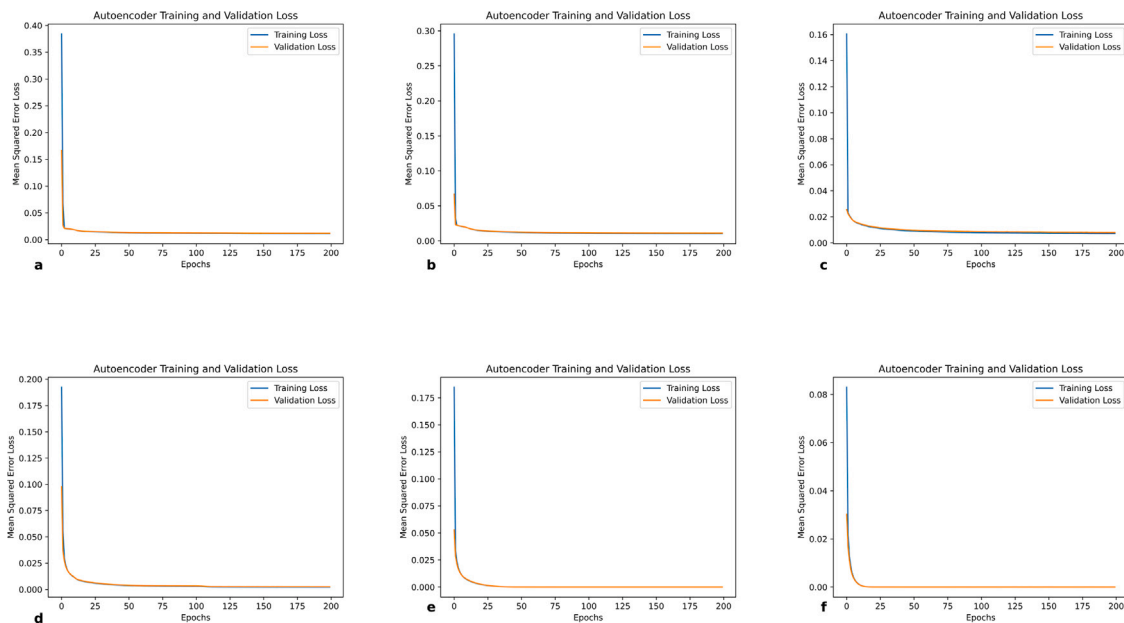 Autoencoder Training and Validation Loss
Mean Squared Error Loss
0.40
0.35
0.30
0.25
0.20
0.15
0.10
0.05
0.00
Training Loss
Validation Loss
0 25 50 75 100 125 150 175 200
Epochs
a
Autoencoder Training and Validation Loss
Mean Squared Error Loss
0.30
0.25
0.20
0.15
0.10
0.05
0.00
Training Loss
Validation Loss
0 25 50 75 100 125 150 175 200
Epochs
b
Autoencoder Training and Validation Loss
Mean Squared Error Loss
0.16
0.14
0.12
0.10
0.08
0.06
0.04
0.02
0.00
Training Loss
Validation Loss
0 25 50 75 100 125 150 175 200
Epochs
c
Autoencoder Training and Validation Loss
Mean Squared Error Loss
0.200
0.175
0.150
0.125
0.100
0.075
0.050
0.025
0.000
Training Loss
Validation Loss
0 25 50 75 100 125 150 175 200
Epochs
d
Autoencoder Training and Validation Loss
Mean Squared Error Loss
0.175
0.150
0.125
0.100
0.075
0.050
0.025
0.000
Training Loss
Validation Loss
0 25 50 75 100 125 150 175 200
Epochs
e
Autoencoder Training and Validation Loss
Mean Squared Error Loss
0.08
0.06
0.04
0.02
0.00
Training Loss
Validation Loss
0 25 50 75 100 125 150 175 200
Epochs
f